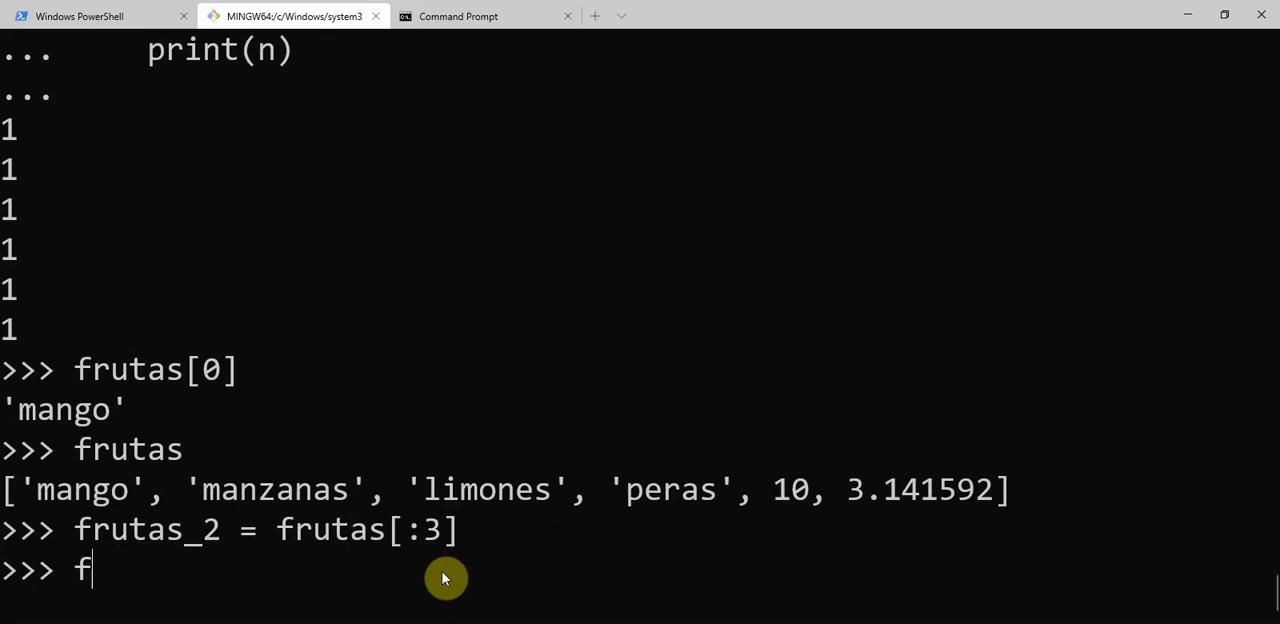 Windows PowerShell
MINGW64:/c/Windows/system3
Command Prompt
...     print(n)
...
1
1
1
1
1
1
>>> frutas[0]
'mango'
>>> frutas
['mango', 'manzanas', 'limones', 'peras', 10, 3.141592]
>>> frutas_2 = frutas[:3]
>>> f